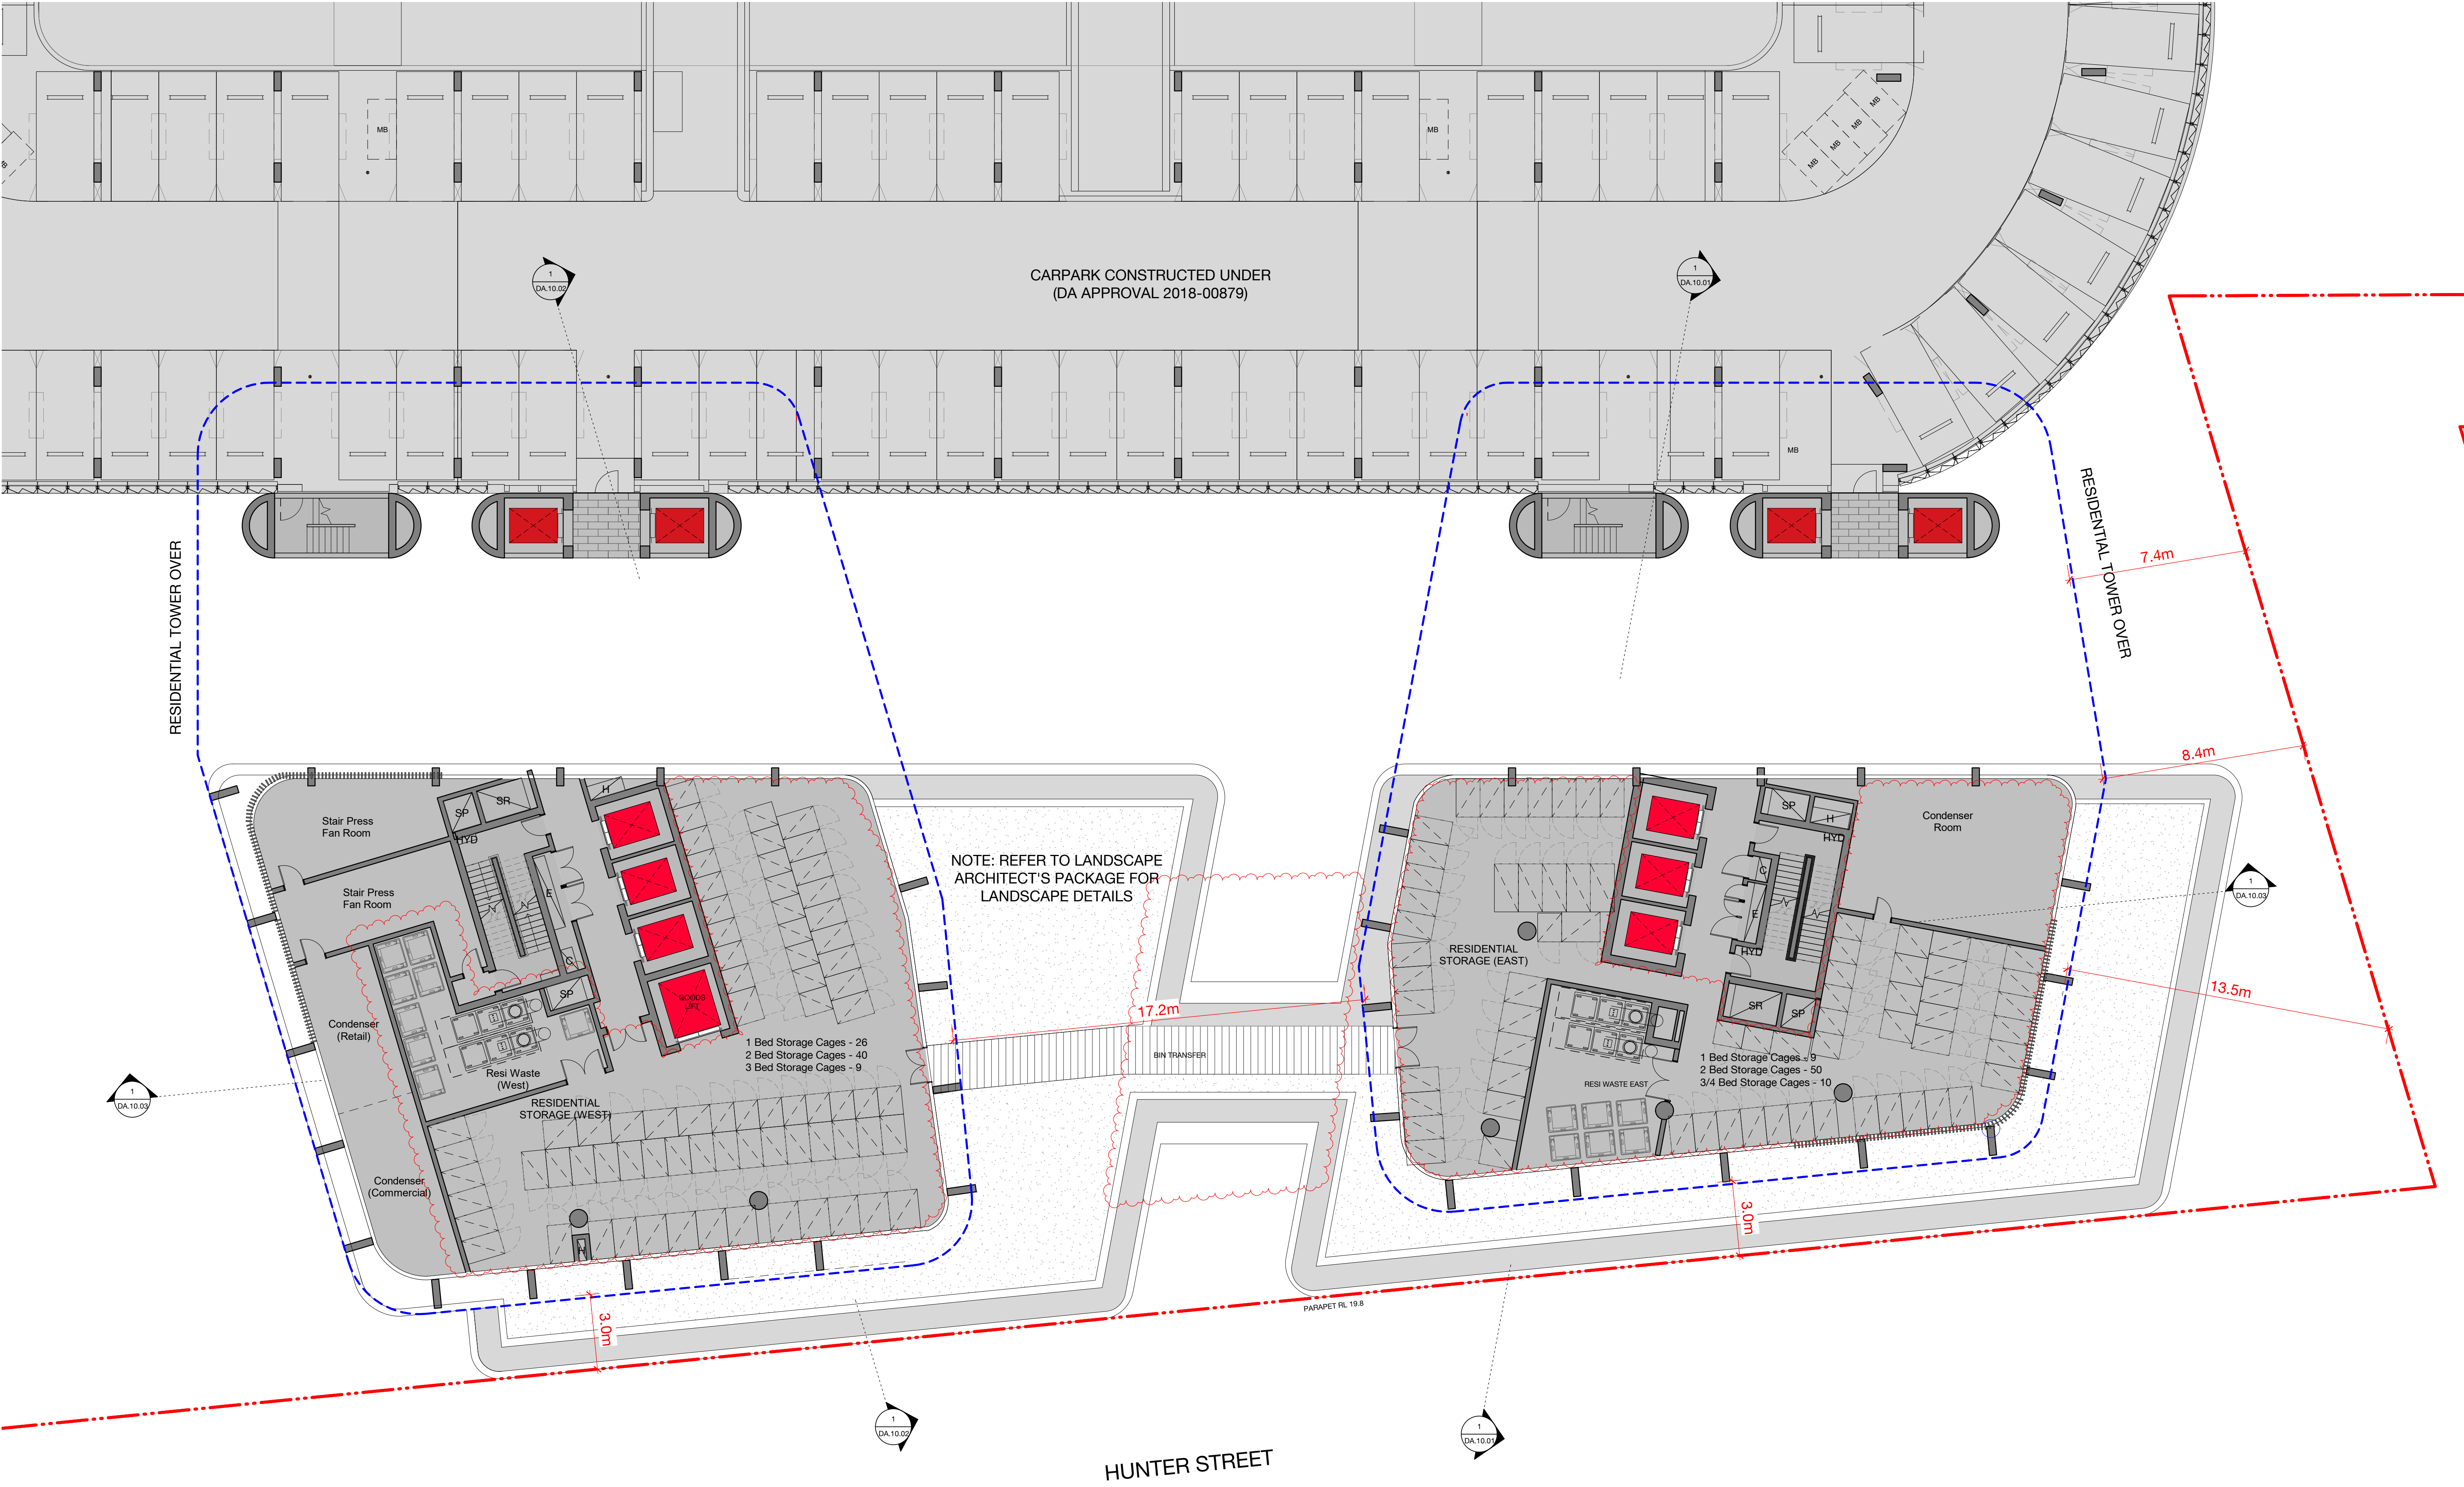 MB
MB
MB
MB
MB
MB
MB
CARPARK CONSTRUCTED UNDER
(DA APPROVAL 2018-00879)
1
DA.10.02
1
DA.10.01
MB
RESIDENTIAL TOWER OVER
RESIDENTIAL TOWER OVER
7.4m
8.4m
13.5m
Stair Press
Fan Room
SP
SR
HYD
H
Stair Press
Fan Room
E
C
SP
GOODS
LIFT
Condenser
(Retail)
Resi Waste
(West)
RESIDENTIAL
STORAGE (WEST)
1 Bed Storage Cages - 26
2 Bed Storage Cages - 40
3 Bed Storage Cages - 9
Condenser
(Commercial)
H
1
DA.10.03
NOTE: REFER TO LANDSCAPE
ARCHITECT'S PACKAGE FOR
LANDSCAPE DETAILS
17.2m
BIN TRANSFER
SP
H
HYD
Condenser
Room
C
E
HYD
RESIDENTIAL
STORAGE (EAST)
SR
SP
RESI WASTE EAST
1 Bed Storage Cages - 9
2 Bed Storage Cages - 50
3/4 Bed Storage Cages - 10
1
DA.10.03
3.0m
3.0m
PARAPET RL 19.8
1
DA.10.02
1
DA.10.01
HUNTER STREET